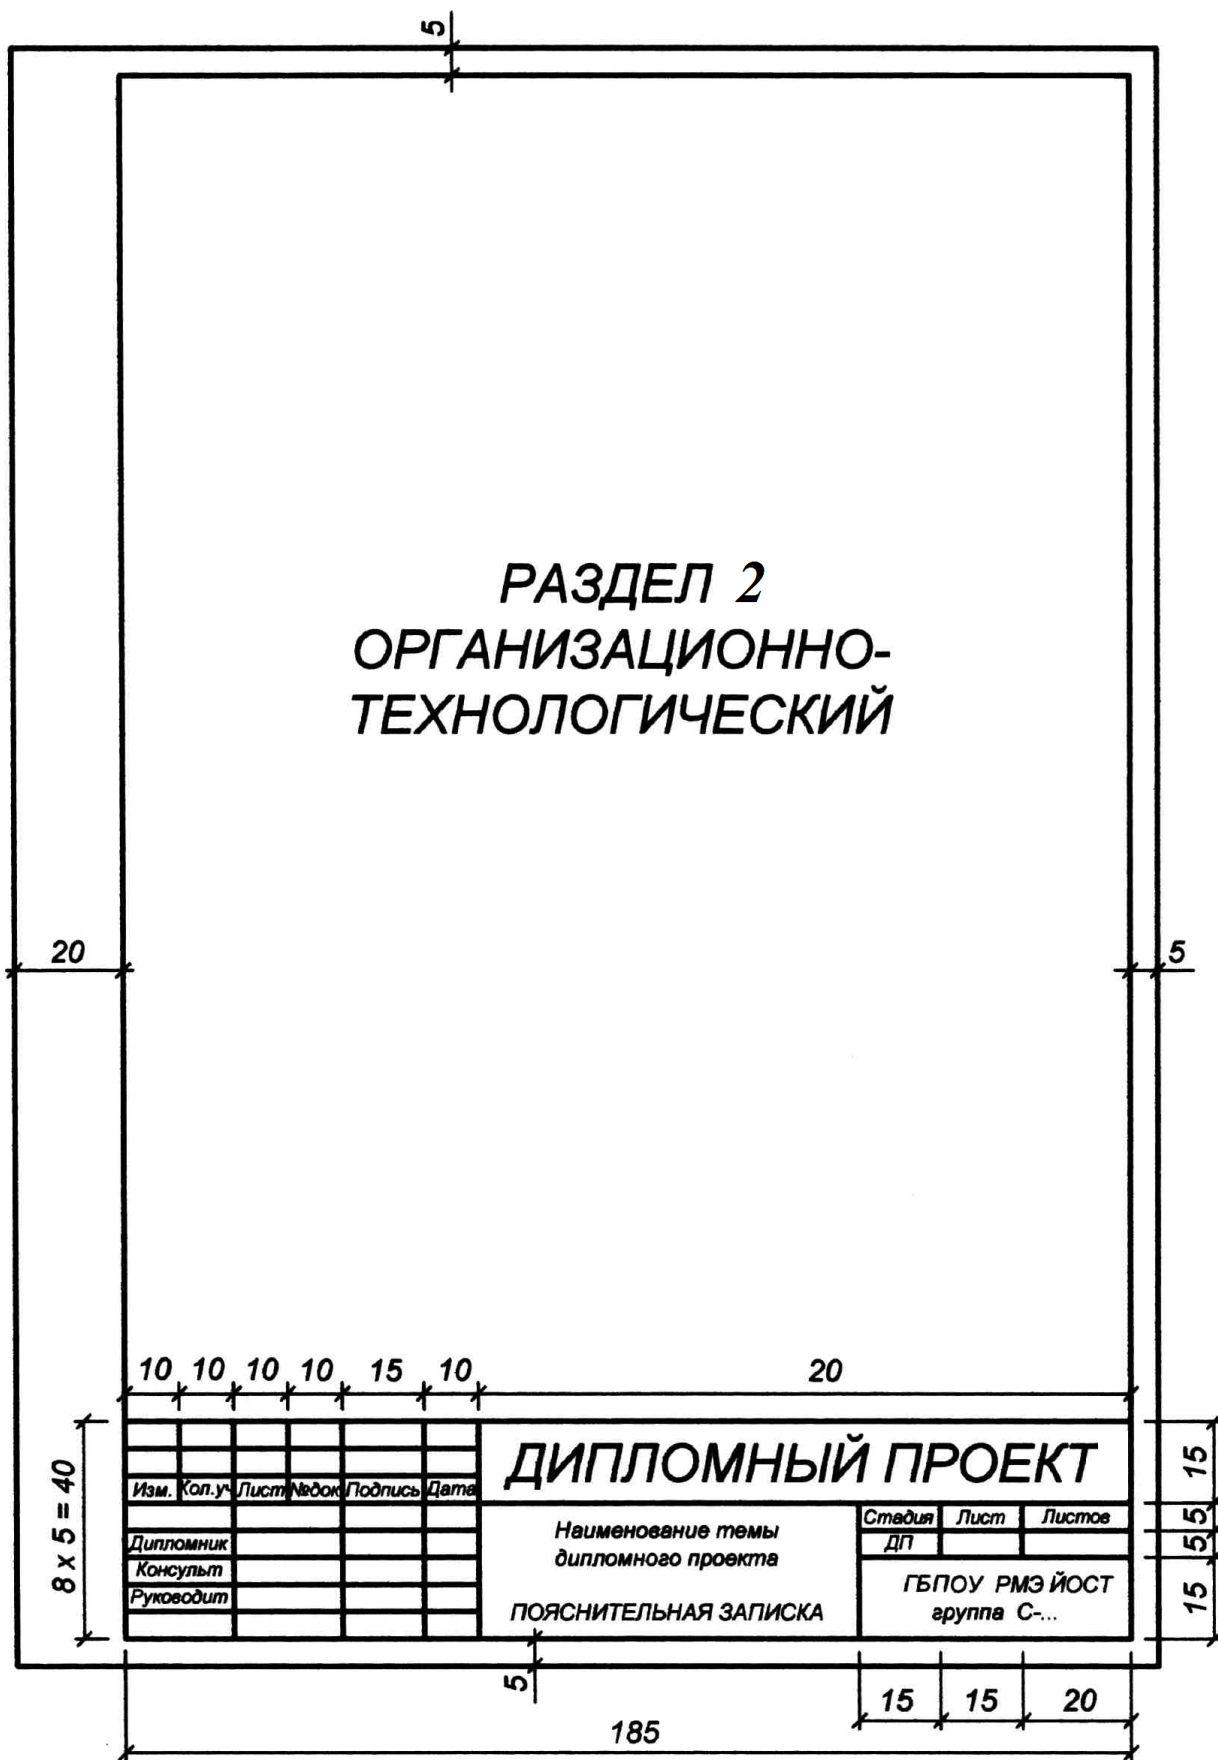 5
РАЗДЕЛ 2
ОРГАНИЗАЦИОННО-
ТЕХНОЛОГИЧЕСКИЙ
20
5
10 10 10 10 15 10 20
8 x 5 = 40
ДИПЛОМНЫЙ ПРОЕКТ
15
Изм. Кол.уч Лист №док Подпись Дата
Наименование темы
дипломного проекта
ПОЯСНИТЕЛЬНАЯ ЗАПИСКА
Стадия Лист Листов
5
ДП
5
Дипломник
Консульт
Руководит
ГБПОУ РМЭ ЙОСТ
группа С-...
15
5
15 15 20
185